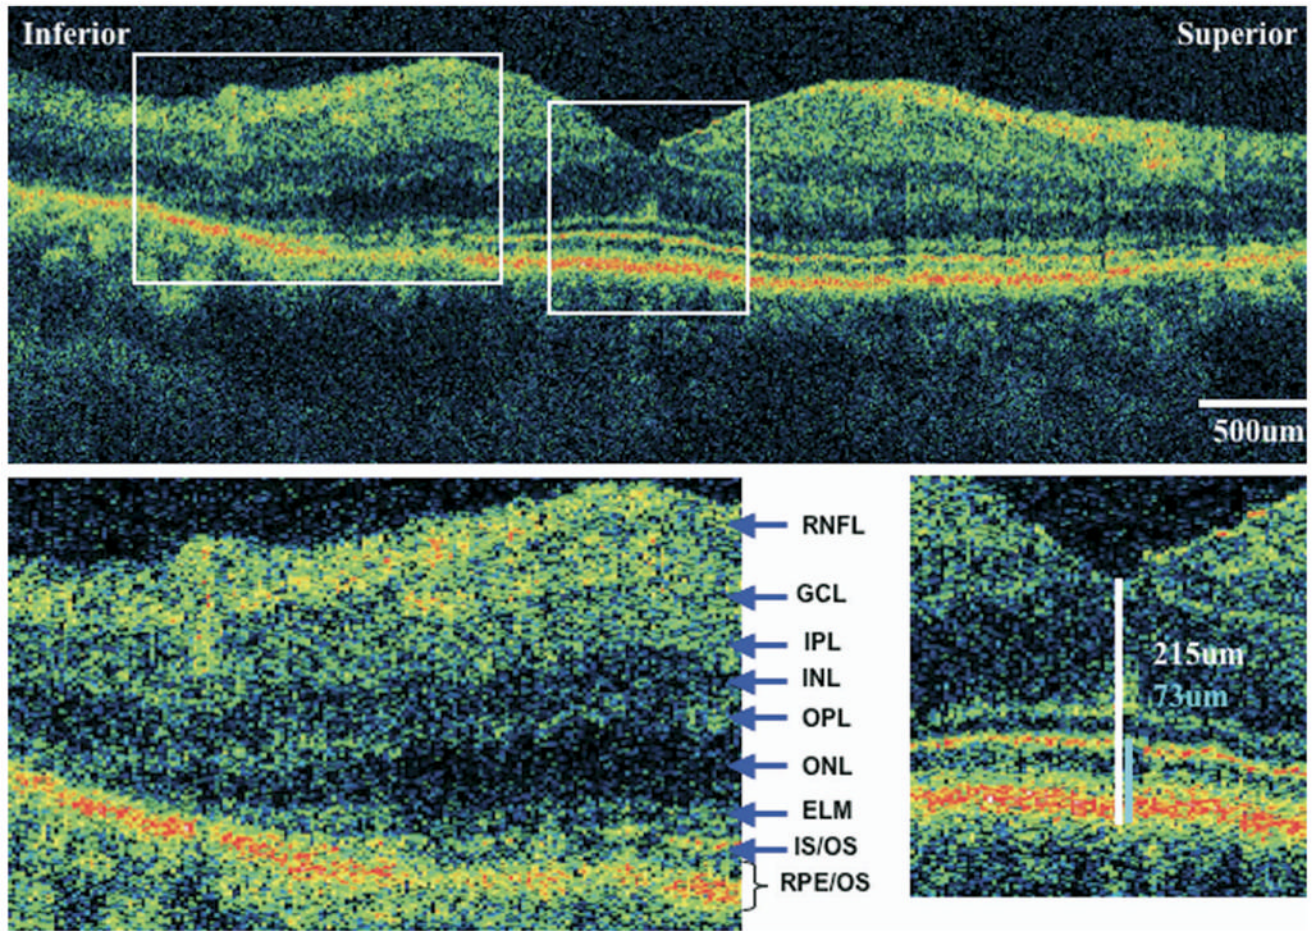 Inferior
Superior
500um
RNFL
GCL
IPL
INL
OPL
ONL
ELM
IS/OS
RPE/OS
215um
73um